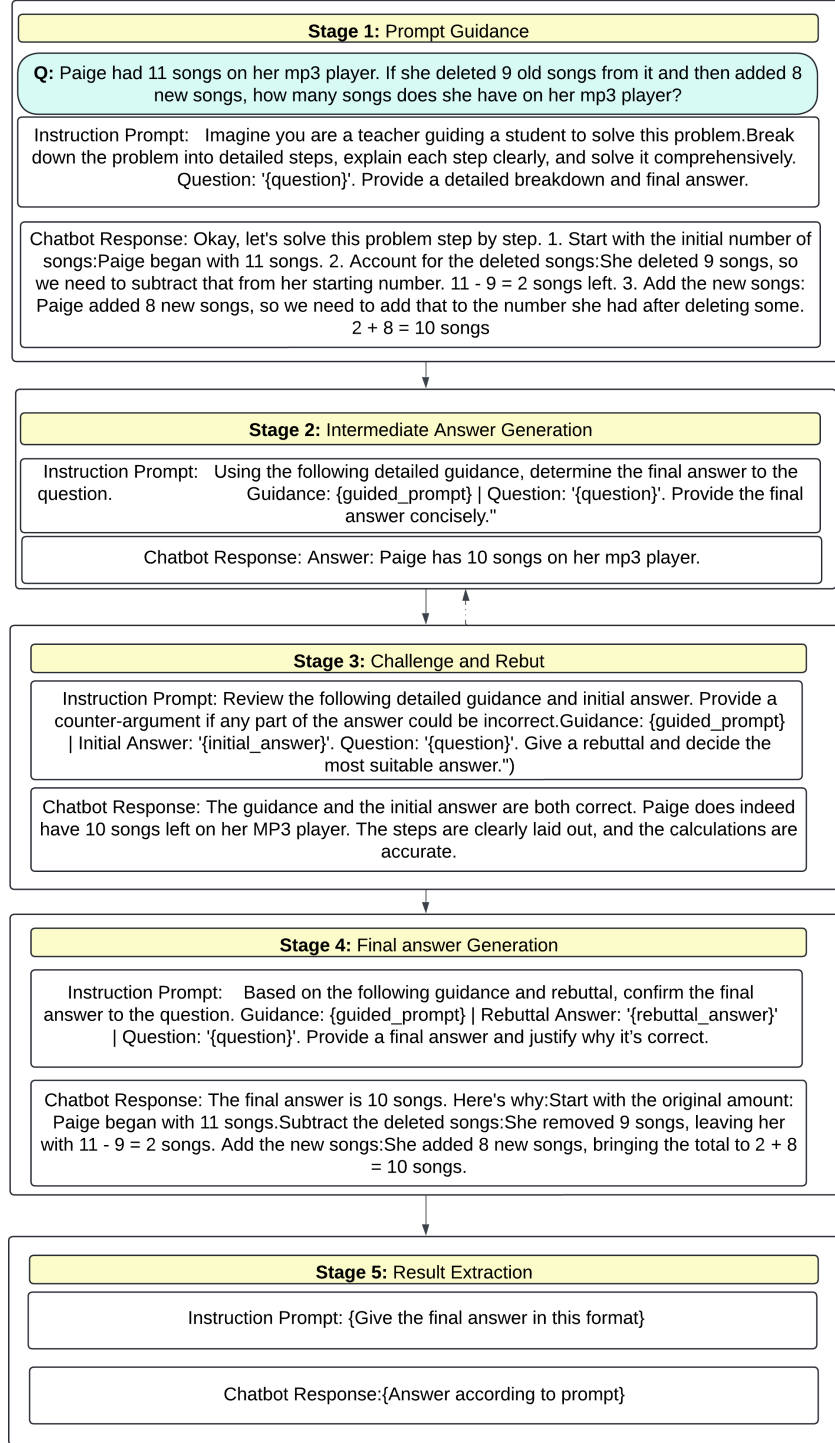 Stage 1: Prompt Guidance
Q: Paige had 11 songs on her mp3 player. If she deleted 9 old songs from it and then added 8
new songs, how many songs does she have on her mp3 player?
Instruction Prompt: Imagine you are a teacher guiding a student to solve this problem.Break
down the problem into detailed steps, explain each step clearly, and solve it comprehensively.
Question: '{question}'. Provide a detailed breakdown and final answer.
Chatbot Response: Okay, let's solve this problem step by step. 1. Start with the initial number of
songs:Paige began with 11 songs. 2. Account for the deleted songs:She deleted 9 songs, so
we need to subtract that from her starting number. 11 - 9 = 2 songs left. 3. Add the new songs:
Paige added 8 new songs, so we need to add that to the number she had after deleting some.
2 + 8 = 10 songs
Stage 2: Intermediate Answer Generation
Instruction Prompt: Using the following detailed guidance, determine the final answer to the
question. Guidance: {guided_prompt} | Question: '{question}'. Provide the final
answer concisely."
Chatbot Response: Answer: Paige has 10 songs on her mp3 player.
Stage 3: Challenge and Rebut
Instruction Prompt: Review the following detailed guidance and initial answer. Provide a
counter-argument if any part of the answer could be incorrect.Guidance: {guided_prompt}
| Initial Answer: '{initial_answer}'. Question: '{question}'. Give a rebuttal and decide the
most suitable answer.")
Chatbot Response: The guidance and the initial answer are both correct. Paige does indeed
have 10 songs left on her MP3 player. The steps are clearly laid out, and the calculations are
accurate.
Stage 4: Final answer Generation
Instruction Prompt: Based on the following guidance and rebuttal, confirm the final
answer to the question. Guidance: {guided_prompt} | Rebuttal Answer: '{rebuttal_answer}'
| Question: '{question}'. Provide a final answer and justify why it’s correct.
Chatbot Response: The final answer is 10 songs. Here's why:Start with the original amount:
Paige began with 11 songs.Subtract the deleted songs:She removed 9 songs, leaving her
with 11 - 9 = 2 songs. Add the new songs:She added 8 new songs, bringing the total to 2 + 8
= 10 songs.
Stage 5: Result Extraction
Instruction Prompt: {Give the final answer in this format}
Chatbot Response:{Answer according to prompt}